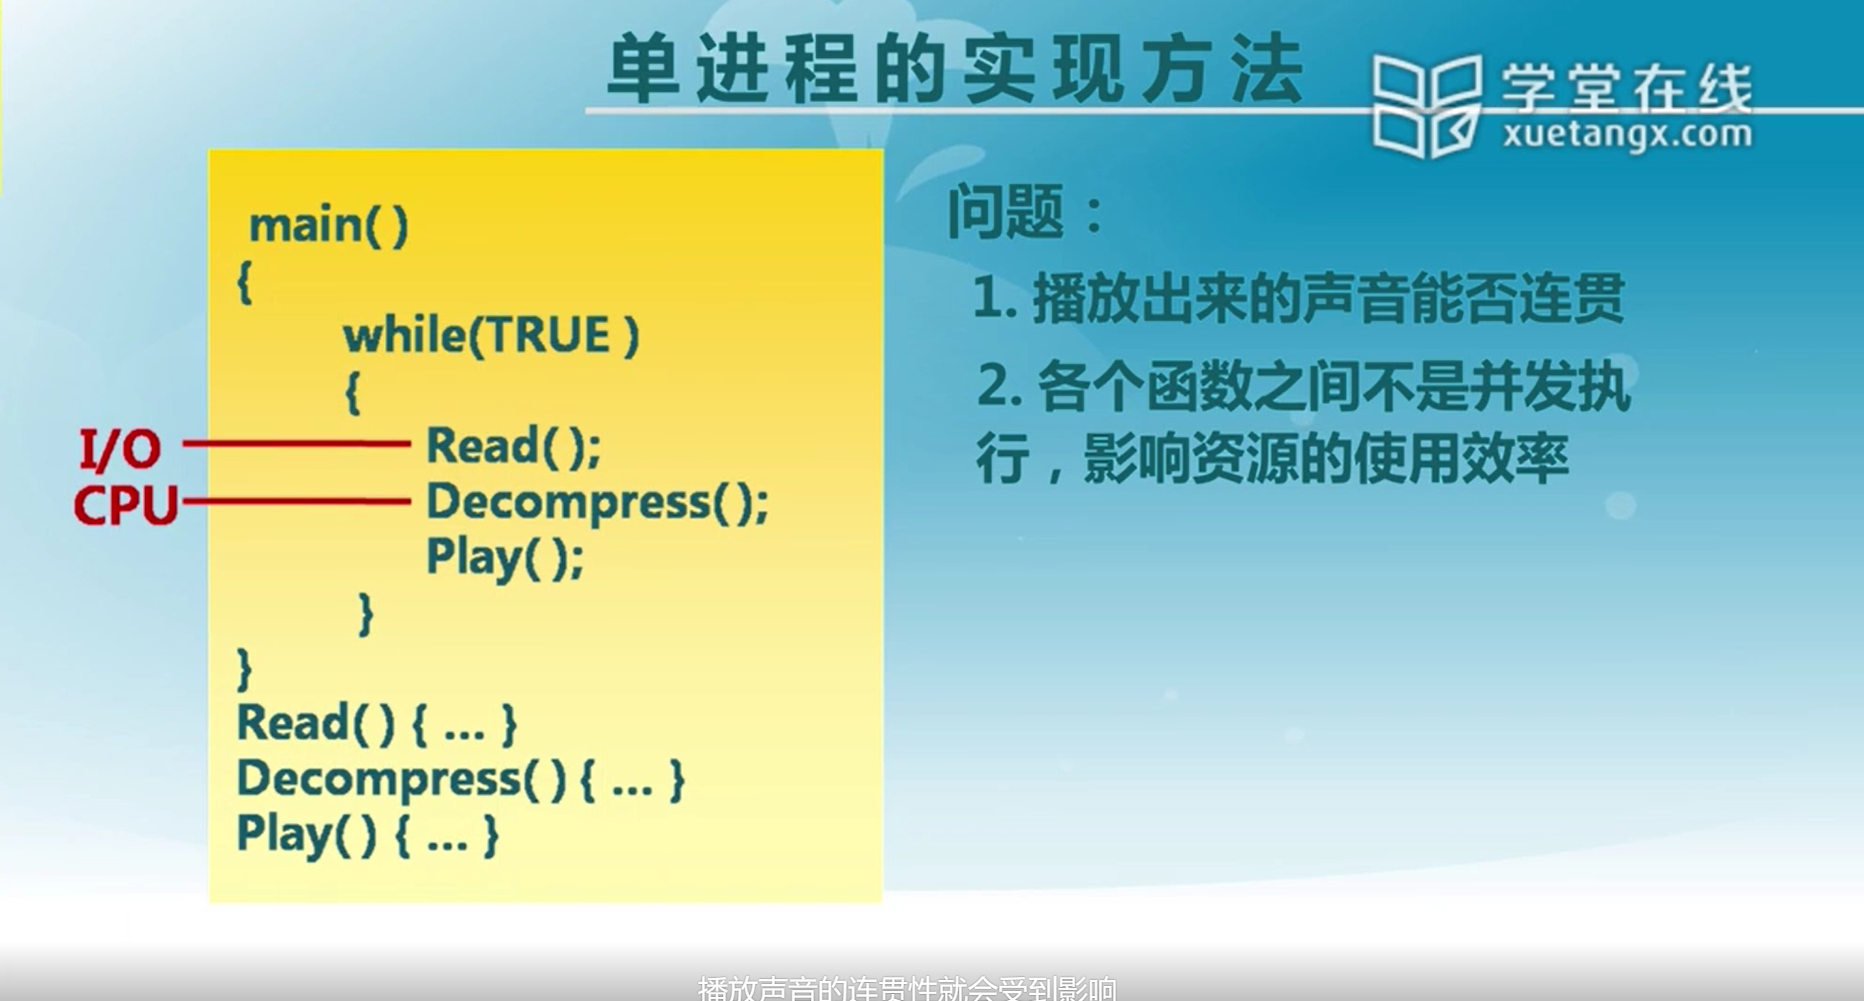 单进程的实现方法
学堂在线
xuetangx.com
main( )
{
while(TRUE )
{
I/O
Read( );
CPU
Decompress( );
Play( );
}
}
Read( ) { ... }
Decompress( ) { ... }
Play( ) { ... }
问题：
1. 播放出来的声音能否连贯
2. 各个函数之间不是并发执
行，影响资源的使用效率
播放声音的连贯性就会受到影响